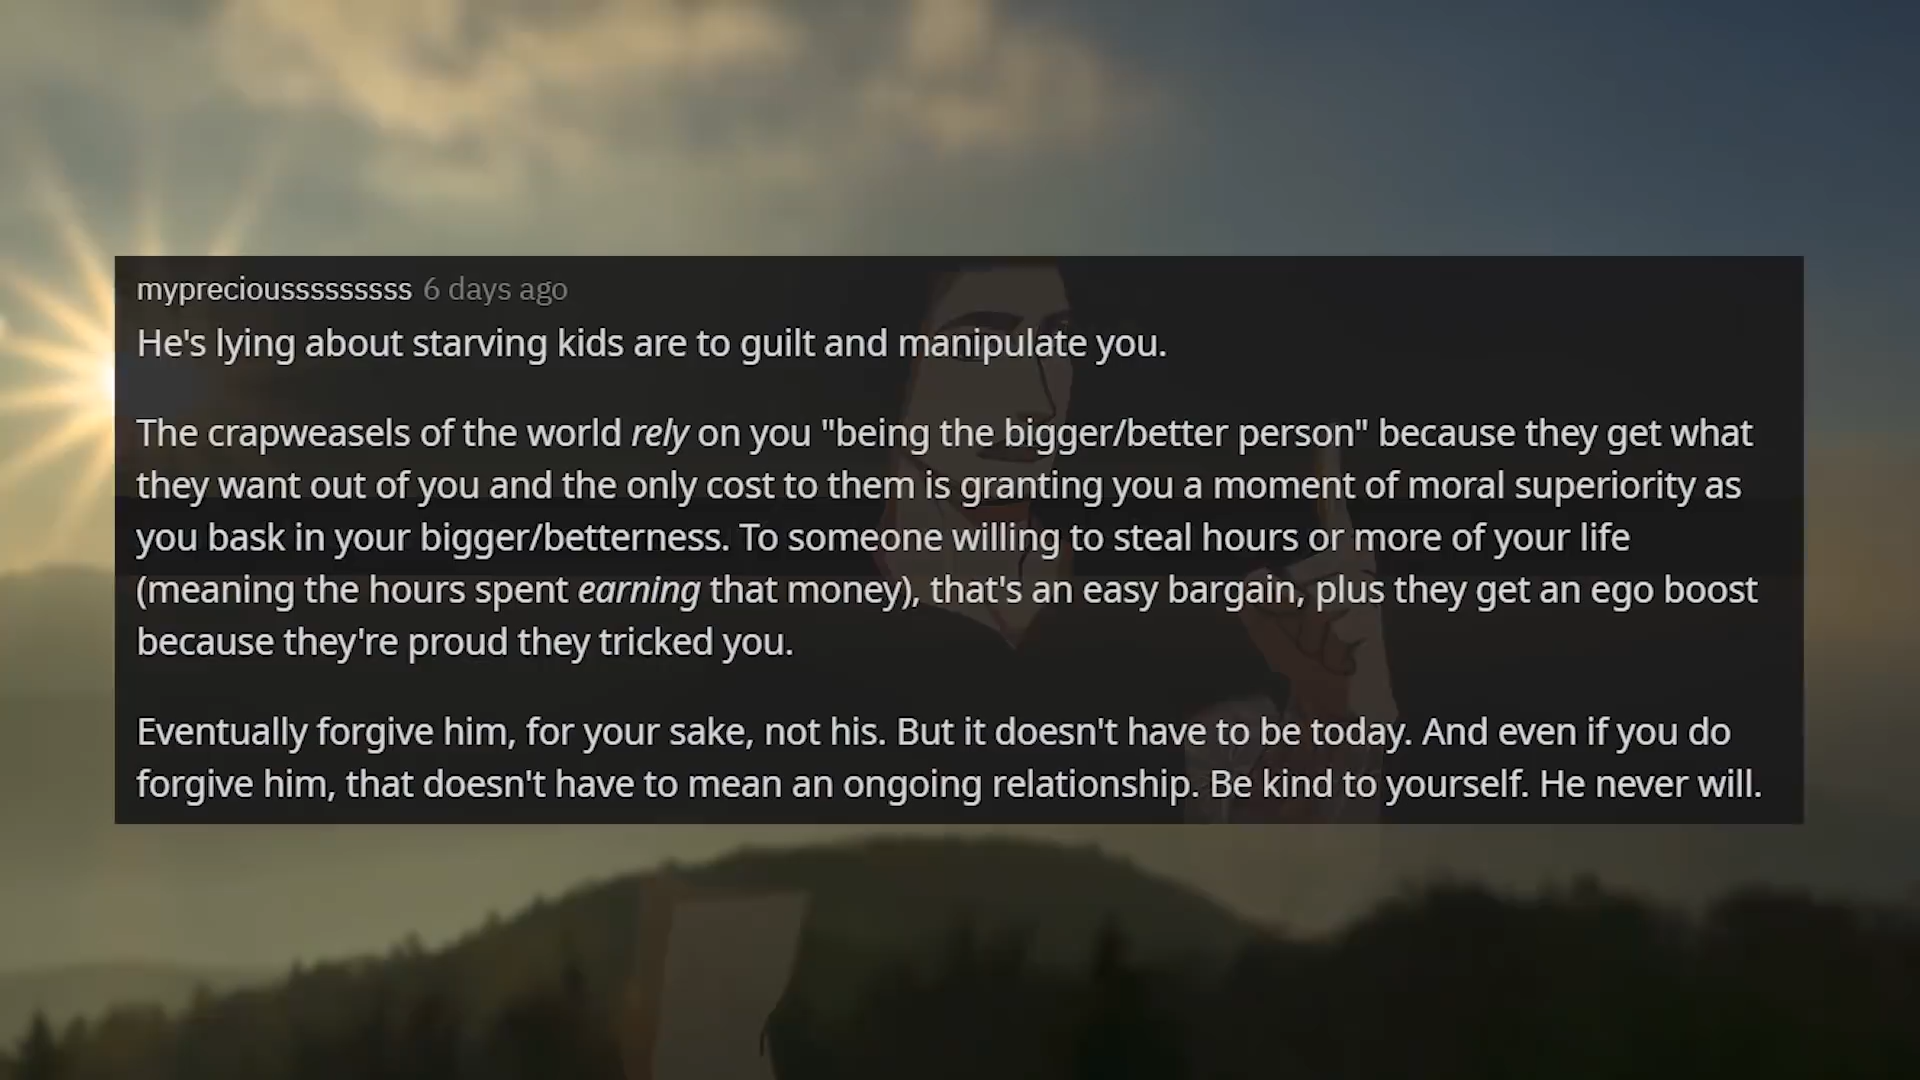 mypreciousssssssss 6 days ago
He's lying about starving kids are to guilt and manipulate you.
The crapweasels of the world rely on you "being the bigger/better person" because they get what
they want out of you and the only cost to them is granting you a moment of moral superiority as
you bask in your bigger/betterness. To someone willing to steal hours or more of your life
(meaning the hours spent earning that money), that's an easy bargain, plus they get an ego boost
because they're proud they tricked you.
Eventually forgive him, for your sake, not his. But it doesn't have to be today. And even if you do
forgive him, that doesn't have to mean an ongoing relationship. Be kind to yourself. He never will.